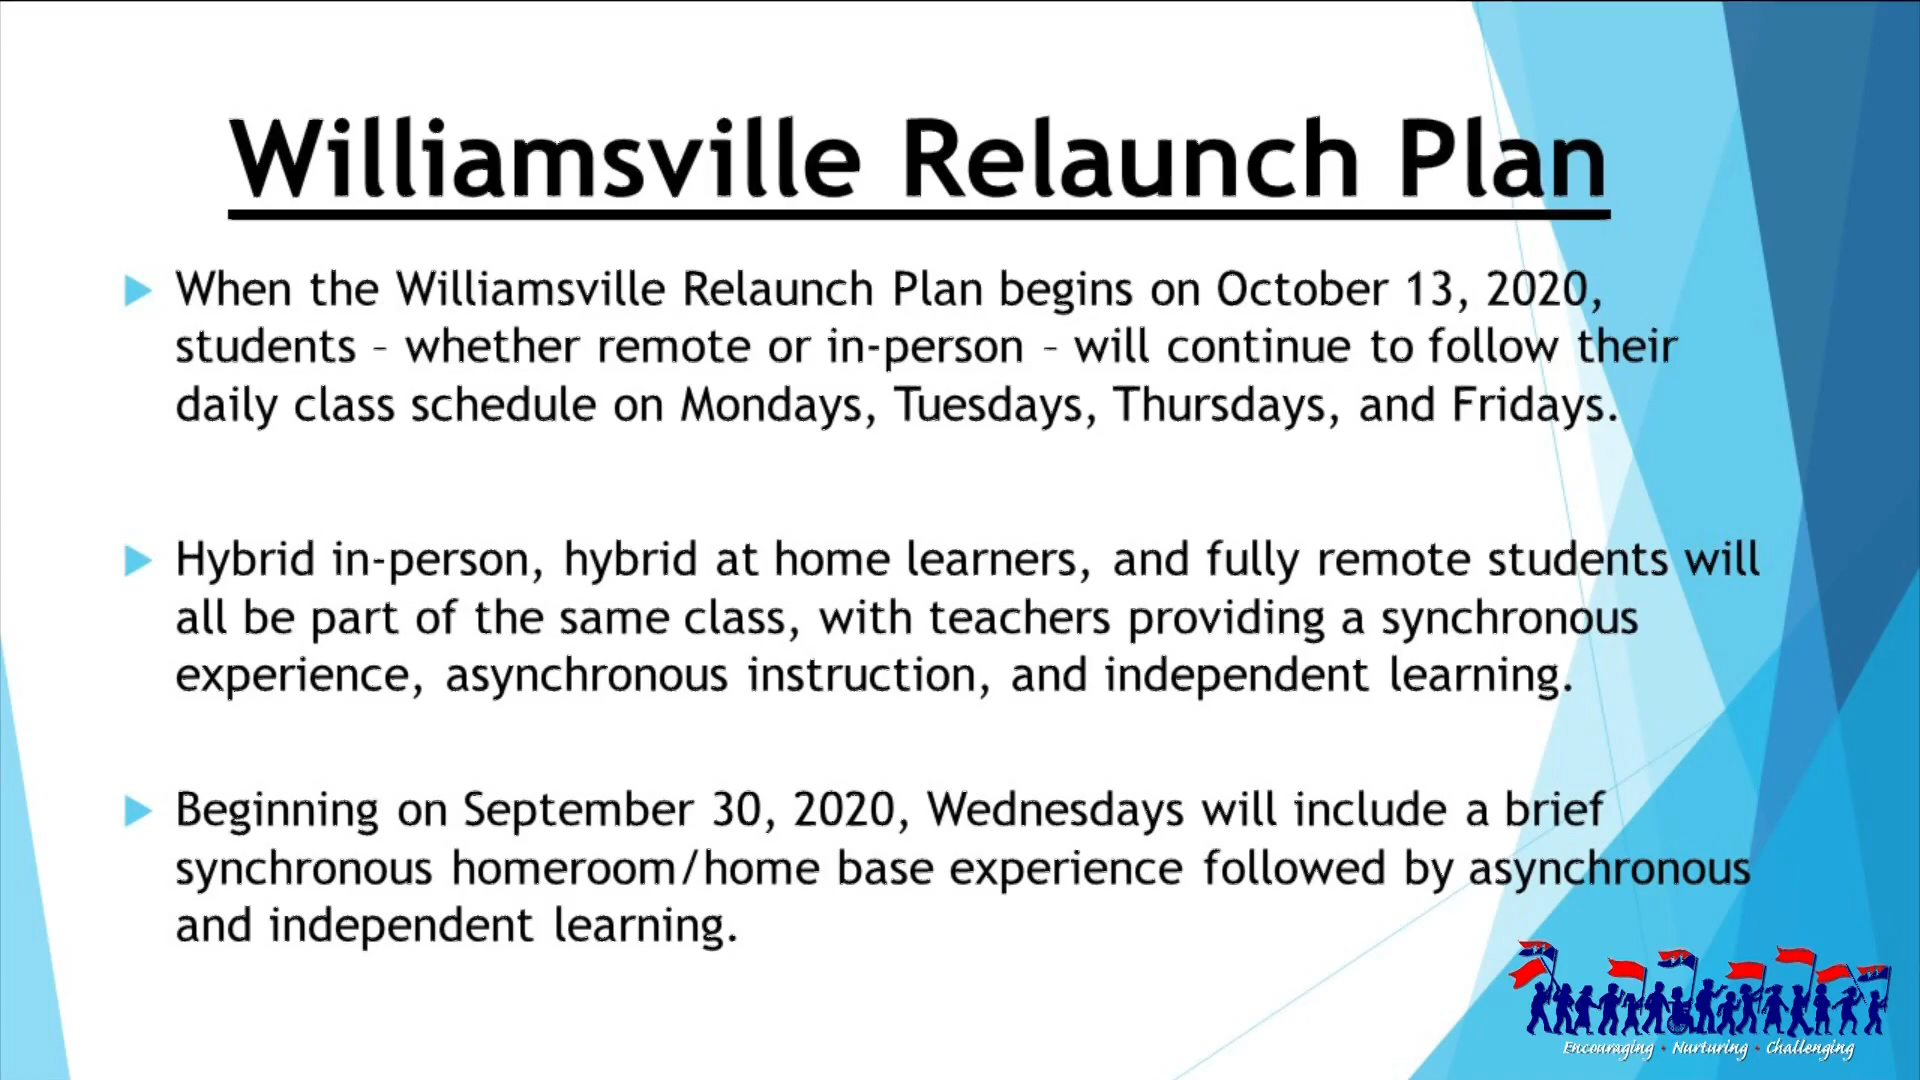 Williamsville Relaunch Plan
When the Williamsville Relaunch Plan begins on October 13, 2020,
students – whether remote or in-person – will continue to follow their
daily class schedule on Mondays, Tuesdays, Thursdays, and Fridays.
Hybrid in-person, hybrid at home learners, and fully remote students will
all be part of the same class, with teachers providing a synchronous
experience, asynchronous instruction, and independent learning.
Beginning on September 30, 2020, Wednesdays will include a brief
synchronous homeroom/home base experience followed by asynchronous
and independent learning.
Encouraging • Nurturing • Challenging